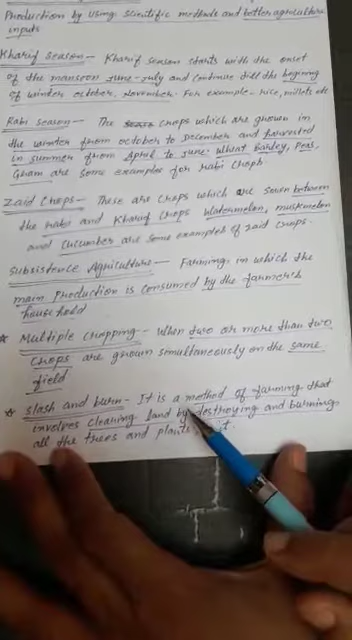 Production by using scientific methods and better agriculture
inputs
Kharif Season - Kharif season starts with the onset
of the monsoon June-July and continue till the begining
of winter october, November. For example - rice, millets etc
Rabi season - The crops which are grown in
the winter from october to December and harvested
in summer from April to June. Wheat Barley, Peas,
Gram are some examples for rabi crops.
Zaid Crops - These are crops which are sown between
the rabi and Kharif crops Watermelon, muskmelon
and cucumber are some examples of zaid crops.
Subsistence Agriculture - Farming in which the
main production is consumed by the farmer's
household
* Multiple cropping - When two or more than two
crops are grown simultaneously on the same
field
* Slash and burn - It is a method of farming that
involves clearing land by destroying and burning
all the trees and plants it.